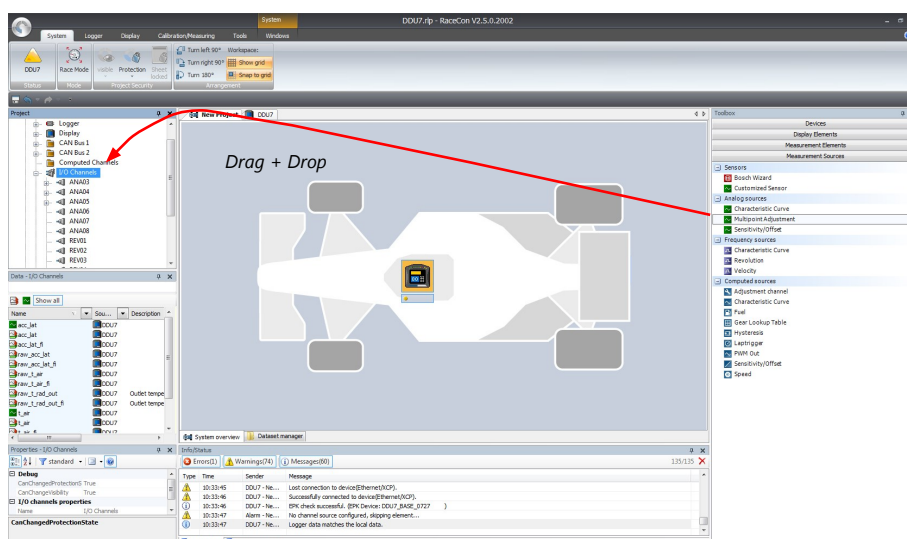 System
DDU7.rlp - RaceCon V2.5.0.2002
System Logger Display Calibration/Measuring Tools Windows
Turn left 90° Workspace:
Turn right 90° Show grid
Turn 180° Snap to grid
DDU7 Race Mode visible Protection Sheet locked
Status Mode Project Security Arrangement
Project
New Project DDU7
Logger
Display
CAN Bus 1
CAN Bus 2
Computed Channels
I/O Channels
ANA03
ANA04
ANA05
ANA06
ANA07
ANA08
REV01
REV02
REV03
Drag + Drop
Data - I/O Channels
Show all
Name Sou... Description
acc_lat DDU7
acc_lat DDU7
acc_lat_fi DDU7
raw_acc_lat DDU7
raw_acc_lat_fi DDU7
raw_t_air DDU7
raw_t_air_fi DDU7
raw_t_rad_out DDU7 Outlet tempe
raw_t_rad_out_fi DDU7 Outlet tempe
t_air DDU7
t_air DDU7
t_air_fi DDU7
System overview Dataset manager
Properties - I/O Channels
standard
Debug
CanChangedProtectionS True
CanChangeVisibility True
I/O channels properties
Name I/O Channels
CanChangedProtectionState
Info/Status
Errors(1) Warnings(74) Messages(60) 135/135
Type Time Sender Message
10:33:45 DDU7 - Ne... Lost connection to device(Ethernet/XCP).
10:33:46 DDU7 - Ne... Successfully connected to device(Ethernet/XCP).
10:33:46 DDU7 - Ne... EPK check successful. (EPK Device: DDU7_BASE_0727 )
10:33:47 Alarm - Ne... No channel source configured, skipping element...
10:33:47 DDU7 - Ne... Logger data matches the local data.
Toolbox
Devices
Display Elements
Measurement Elements
Measurement Sources
Sensors
Bosch Wizard
Customized Sensor
Analog sources
Characteristic Curve
Multipoint Adjustment
Sensitivity/Offset
Frequency sources
Characteristic Curve
Revolution
Velocity
Computed sources
Adjustment channel
Characteristic Curve
Fuel
Gear Lookup Table
Hysteresis
Laptrigger
PWM Out
Sensitivity/Offset
Speed